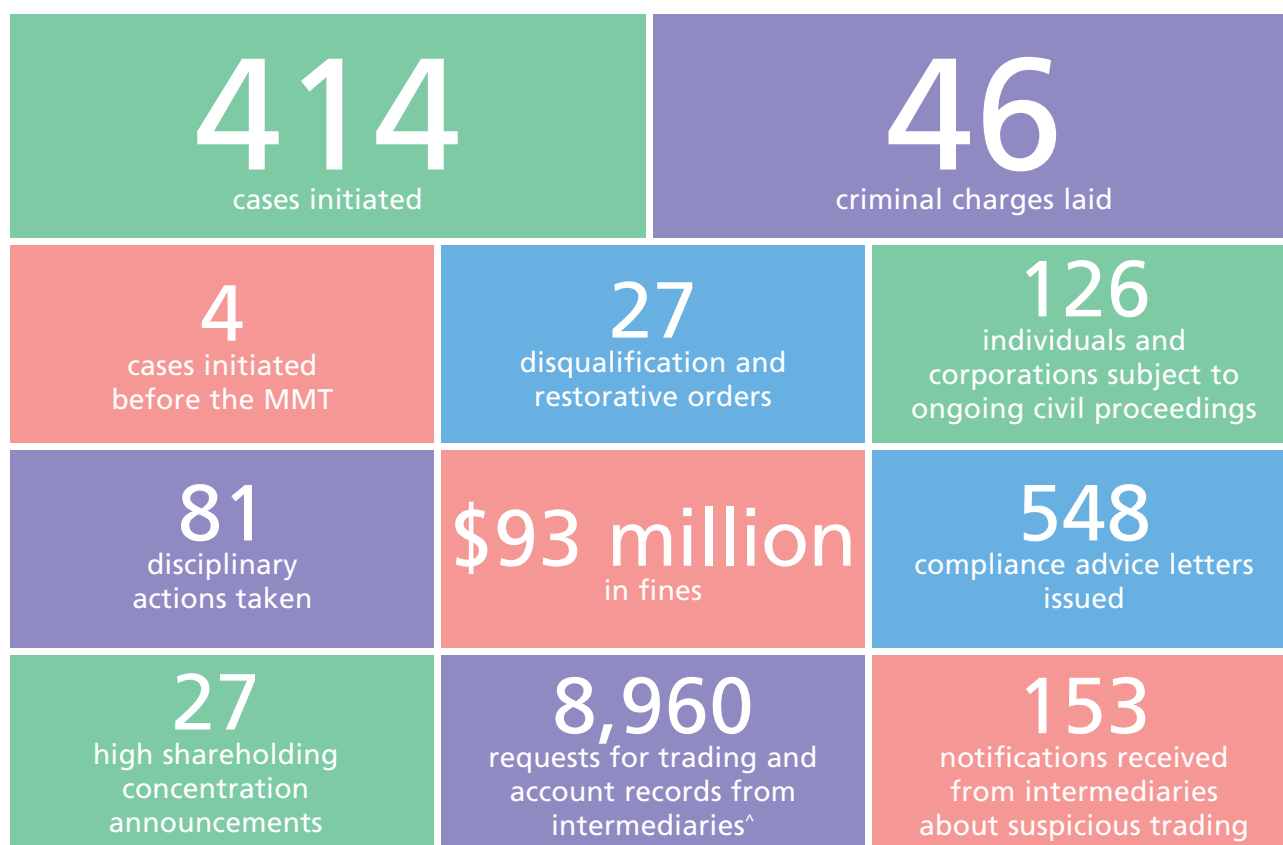 414
cases initiated
46
criminal charges laid
4
cases initiated
before the MMT
27
disqualification and
restorative orders
126
individuals and
corporations subject to
ongoing civil proceedings
81
disciplinary
actions taken
$93 million
in fines
548
compliance advice letters
issued
27
high shareholding
concentration
announcements
8,960
requests for trading and
account records from
intermediaries^
153
notifications received
from intermediaries
about suspicious trading